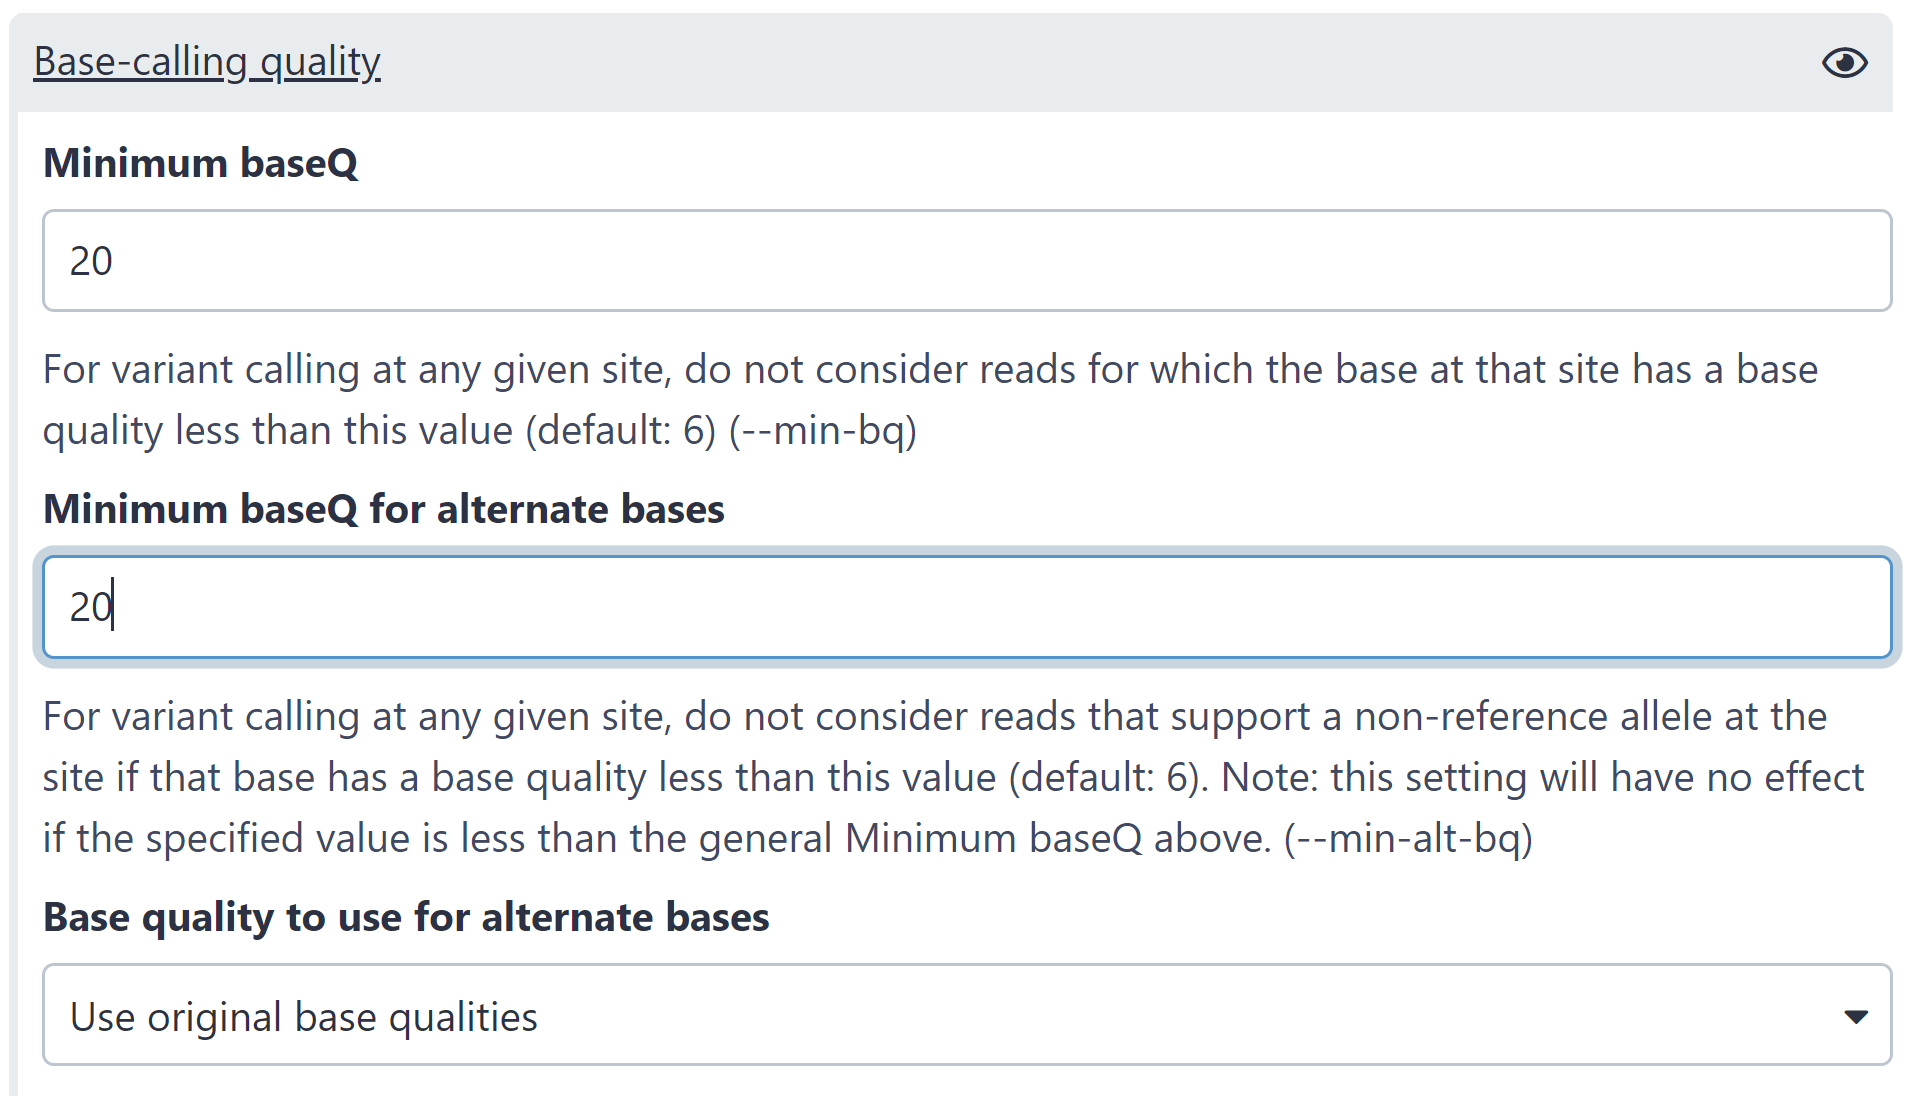 Base-calling quality
Minimum baseQ
20
For variant calling at any given site, do not consider reads for which the base at that site has a base
quality less than this value (default: 6) (--min-bq)
Minimum baseQ for alternate bases
20
For variant calling at any given site, do not consider reads that support a non-reference allele at the
site if that base has a base quality less than this value (default: 6). Note: this setting will have no effect
if the specified value is less than the general Minimum baseQ above. (--min-alt-bq)
Base quality to use for alternate bases
Use original base qualities